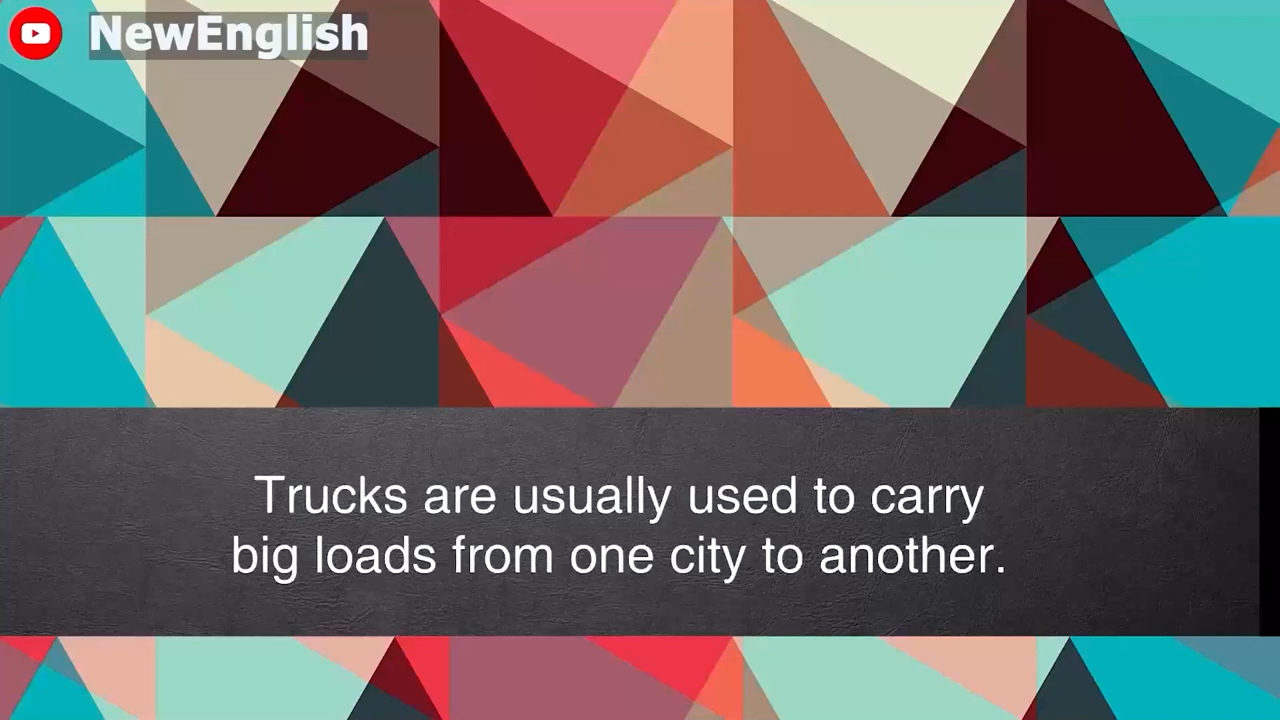 NewEnglish
Trucks are usually used to carry
big loads from one city to another.